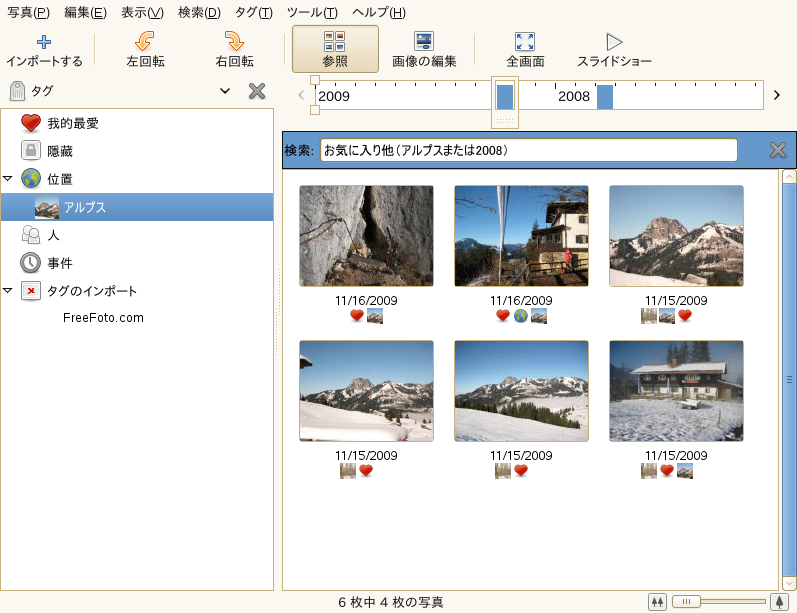 写真(P) 編集(E) 表示(V) 検索(D) タグ(T) ツール(T) ヘルプ(H)
インポートする 左回転 右回転 参照 画像の編集 全画面 スライドショー
タグ
2009 2008
我的最愛
隱藏
位置
アルプス
人
事件
タグのインポート
FreeFoto.com
検索: お気に入り他（アルプスまたは2008）
11/16/2009 11/16/2009 11/15/2009
11/15/2009 11/15/2009 11/15/2009
6 枚中 4 枚の写真